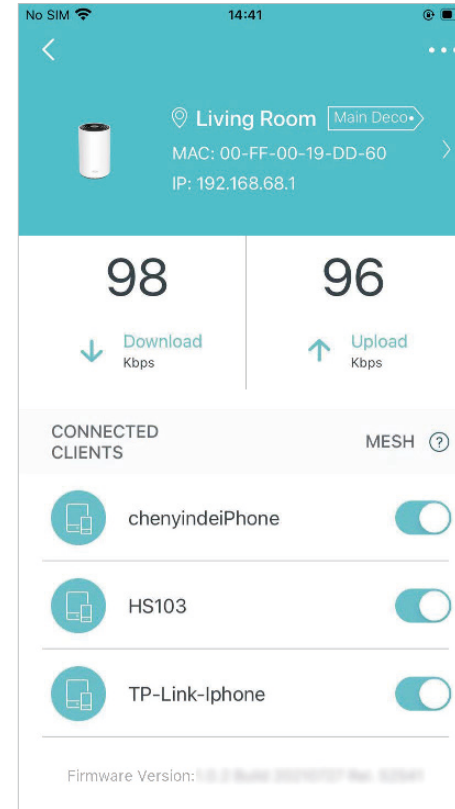 No SIM 14:41
Living Room Main Deco
MAC: 00-FF-00-19-DD-60
IP: 192.168.68.1
98 96
Download Upload
Kbps Kbps
CONNECTED
CLIENTS
MESH ?
chenyindeiPhone
HS103
TP-Link-Iphone
Firmware Version: